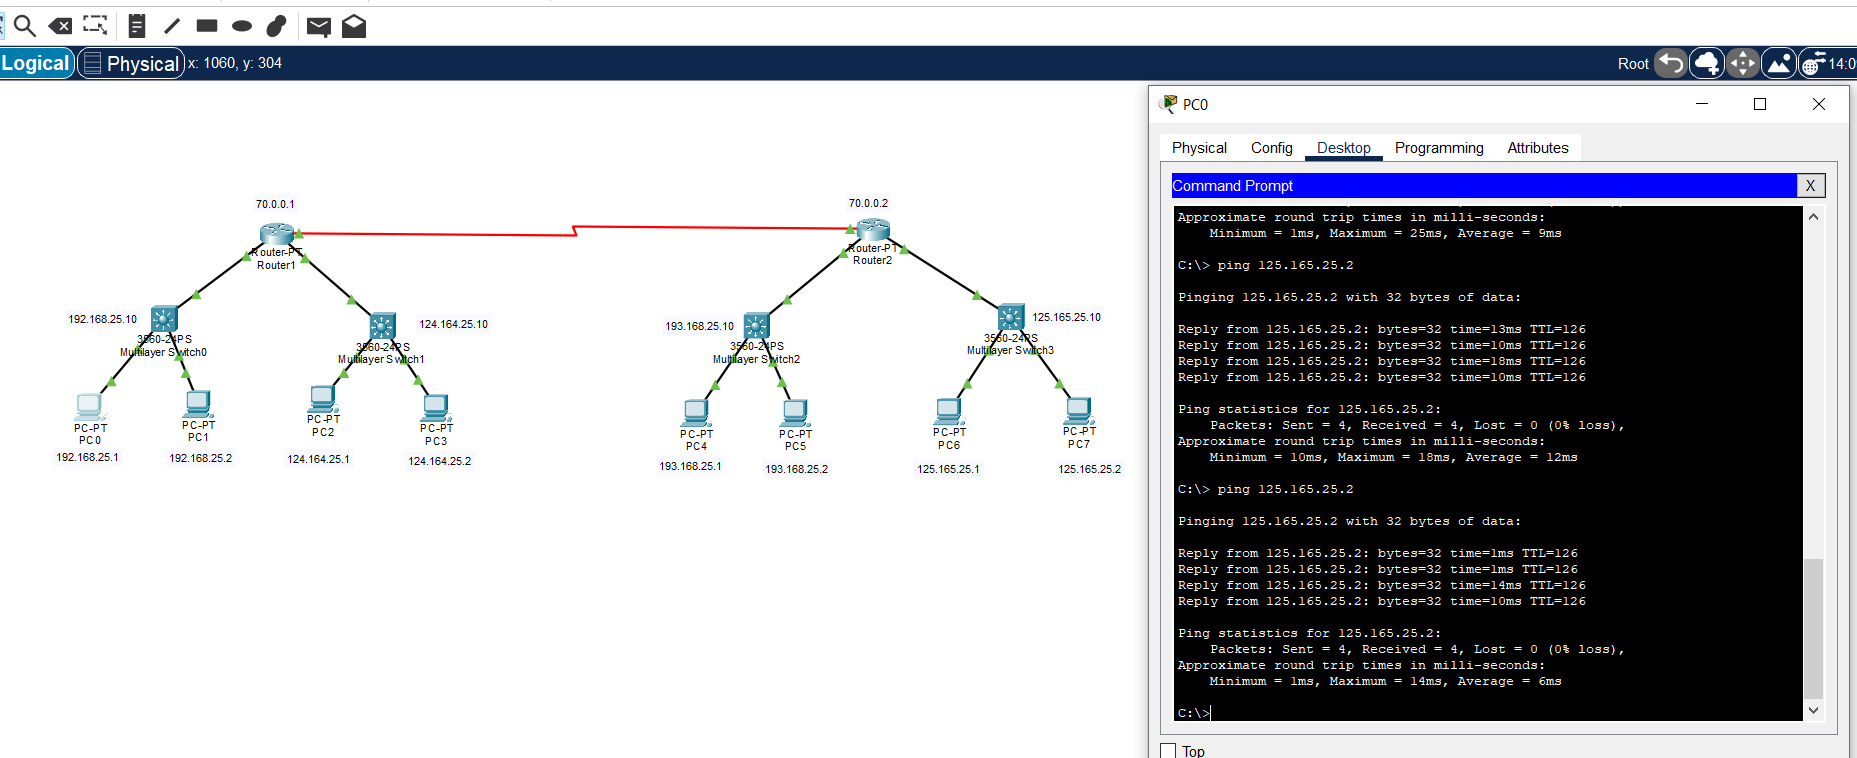 Logical
Physical
x: 1060, y: 304
Root
14:0
PC0
Physical
Config
Desktop
Programming
Attributes
Command Prompt
X
Approximate round trip times in milli-seconds:
Minimum = 1ms, Maximum = 25ms, Average = 9ms
C:\> ping 125.165.25.2
Pinging 125.165.25.2 with 32 bytes of data:
Reply from 125.165.25.2: bytes=32 time=13ms TTL=126
Reply from 125.165.25.2: bytes=32 time=10ms TTL=126
Reply from 125.165.25.2: bytes=32 time=18ms TTL=126
Reply from 125.165.25.2: bytes=32 time=10ms TTL=126
Ping statistics for 125.165.25.2:
Packets: Sent = 4, Received = 4, Lost = 0 (0% loss),
Approximate round trip times in milli-seconds:
Minimum = 10ms, Maximum = 18ms, Average = 12ms
C:\> ping 125.165.25.2
Pinging 125.165.25.2 with 32 bytes of data:
Reply from 125.165.25.2: bytes=32 time=1ms TTL=126
Reply from 125.165.25.2: bytes=32 time=1ms TTL=126
Reply from 125.165.25.2: bytes=32 time=14ms TTL=126
Reply from 125.165.25.2: bytes=32 time=10ms TTL=126
Ping statistics for 125.165.25.2:
Packets: Sent = 4, Received = 4, Lost = 0 (0% loss),
Approximate round trip times in milli-seconds:
Minimum = 1ms, Maximum = 14ms, Average = 6ms
C:\>
Top
70.0.0.1
Router-PT
Router1
70.0.0.2
Router-PT
Router2
192.168.25.10
3560-24PS
Multilayer Switch0
124.164.25.10
3560-24PS
Multilayer Switch1
193.168.25.10
3560-24PS
Multilayer Switch2
125.165.25.10
3560-24PS
Multilayer Switch3
PC-PT
PC0
192.168.25.1
PC-PT
PC1
192.168.25.2
PC-PT
PC2
124.164.25.1
PC-PT
PC3
124.164.25.2
PC-PT
PC4
193.168.25.1
PC-PT
PC5
193.168.25.2
PC-PT
PC6
125.165.25.1
PC-PT
PC7
125.165.25.2